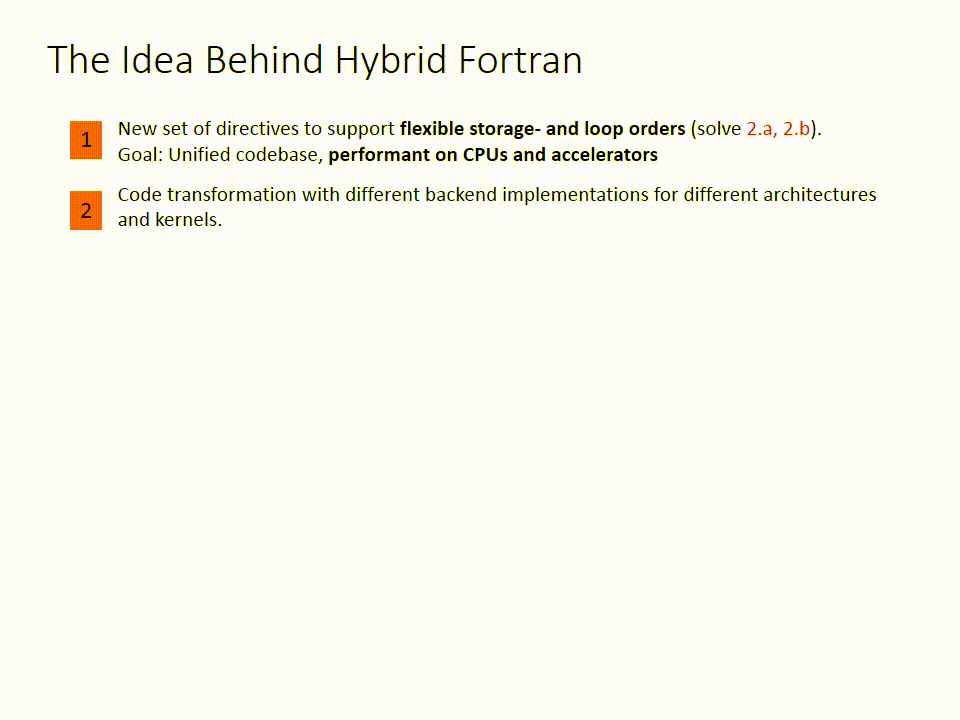 The Idea Behind Hybrid Fortran
1
New set of directives to support flexible storage- and loop orders (solve 2.a, 2.b).
Goal: Unified codebase, performant on CPUs and accelerators
2
Code transformation with different backend implementations for different architectures
and kernels.